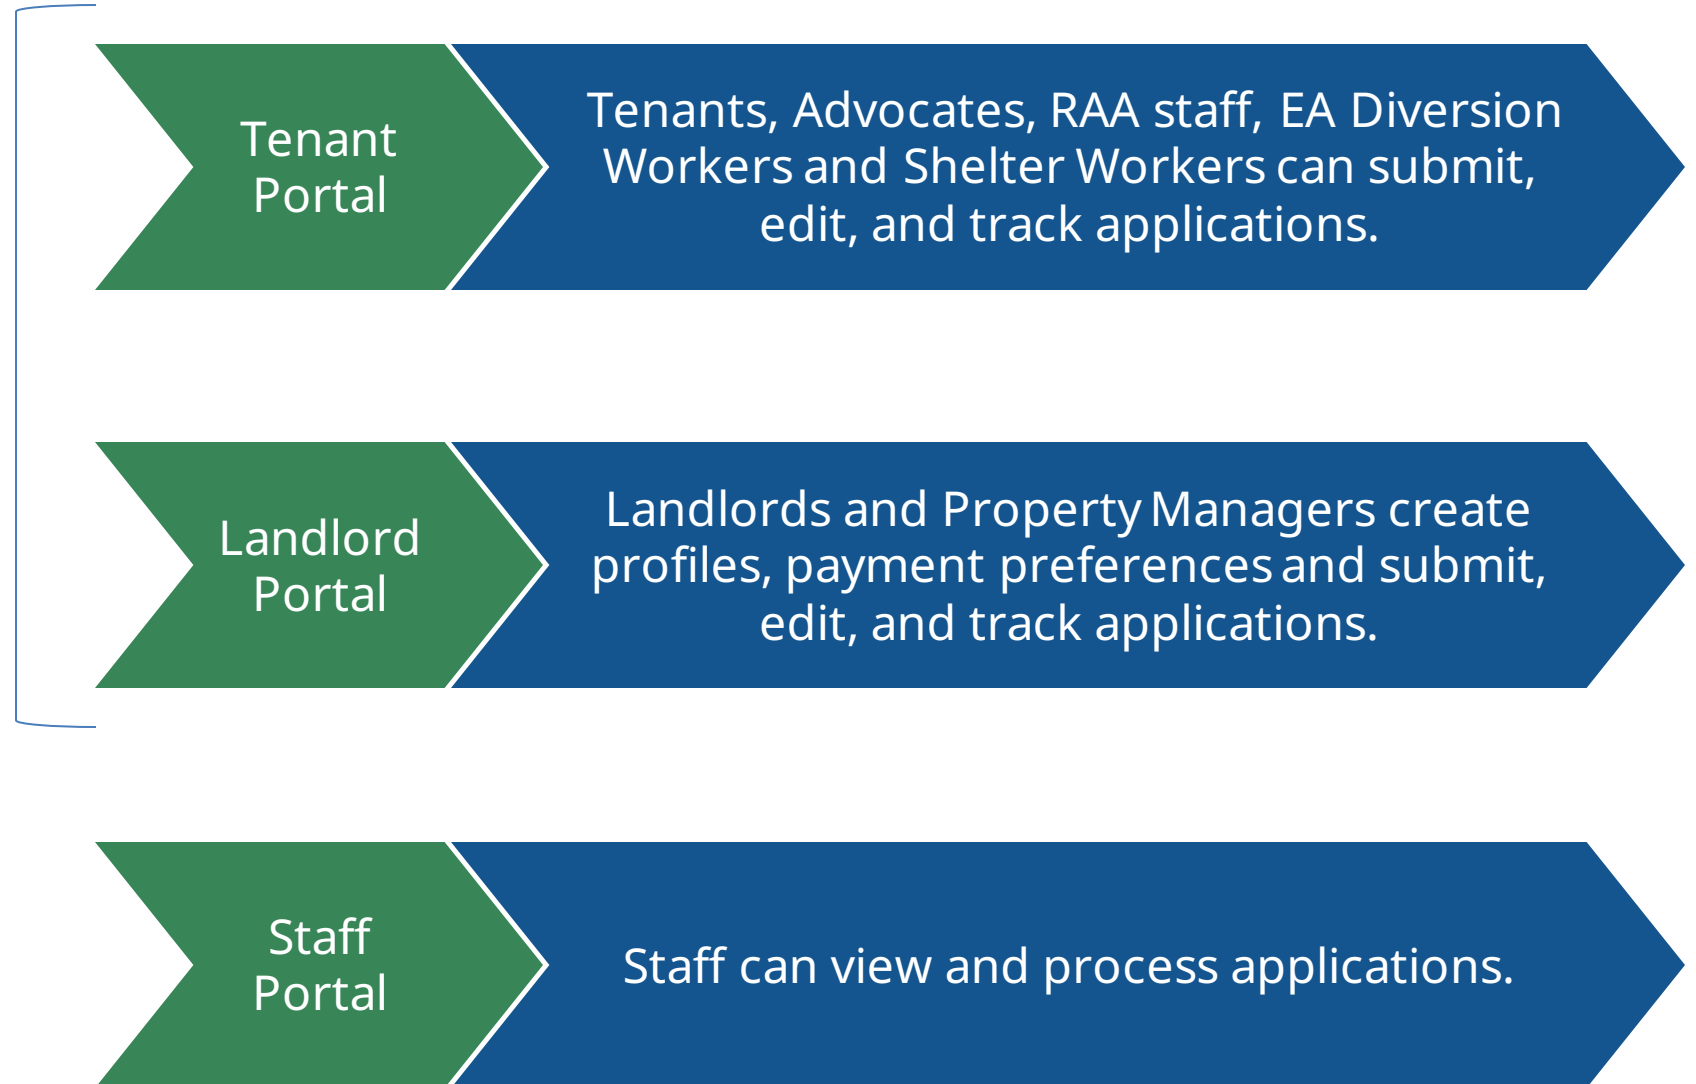 Tenant
Portal
Tenants, Advocates, RAA staff, EA Diversion
Workers and Shelter Workers can submit,
edit, and track applications.
Landlord
Portal
Landlords and Property Managers create
profiles, payment preferences and submit,
edit, and track applications.
Staff
Portal
Staff can view and process applications.